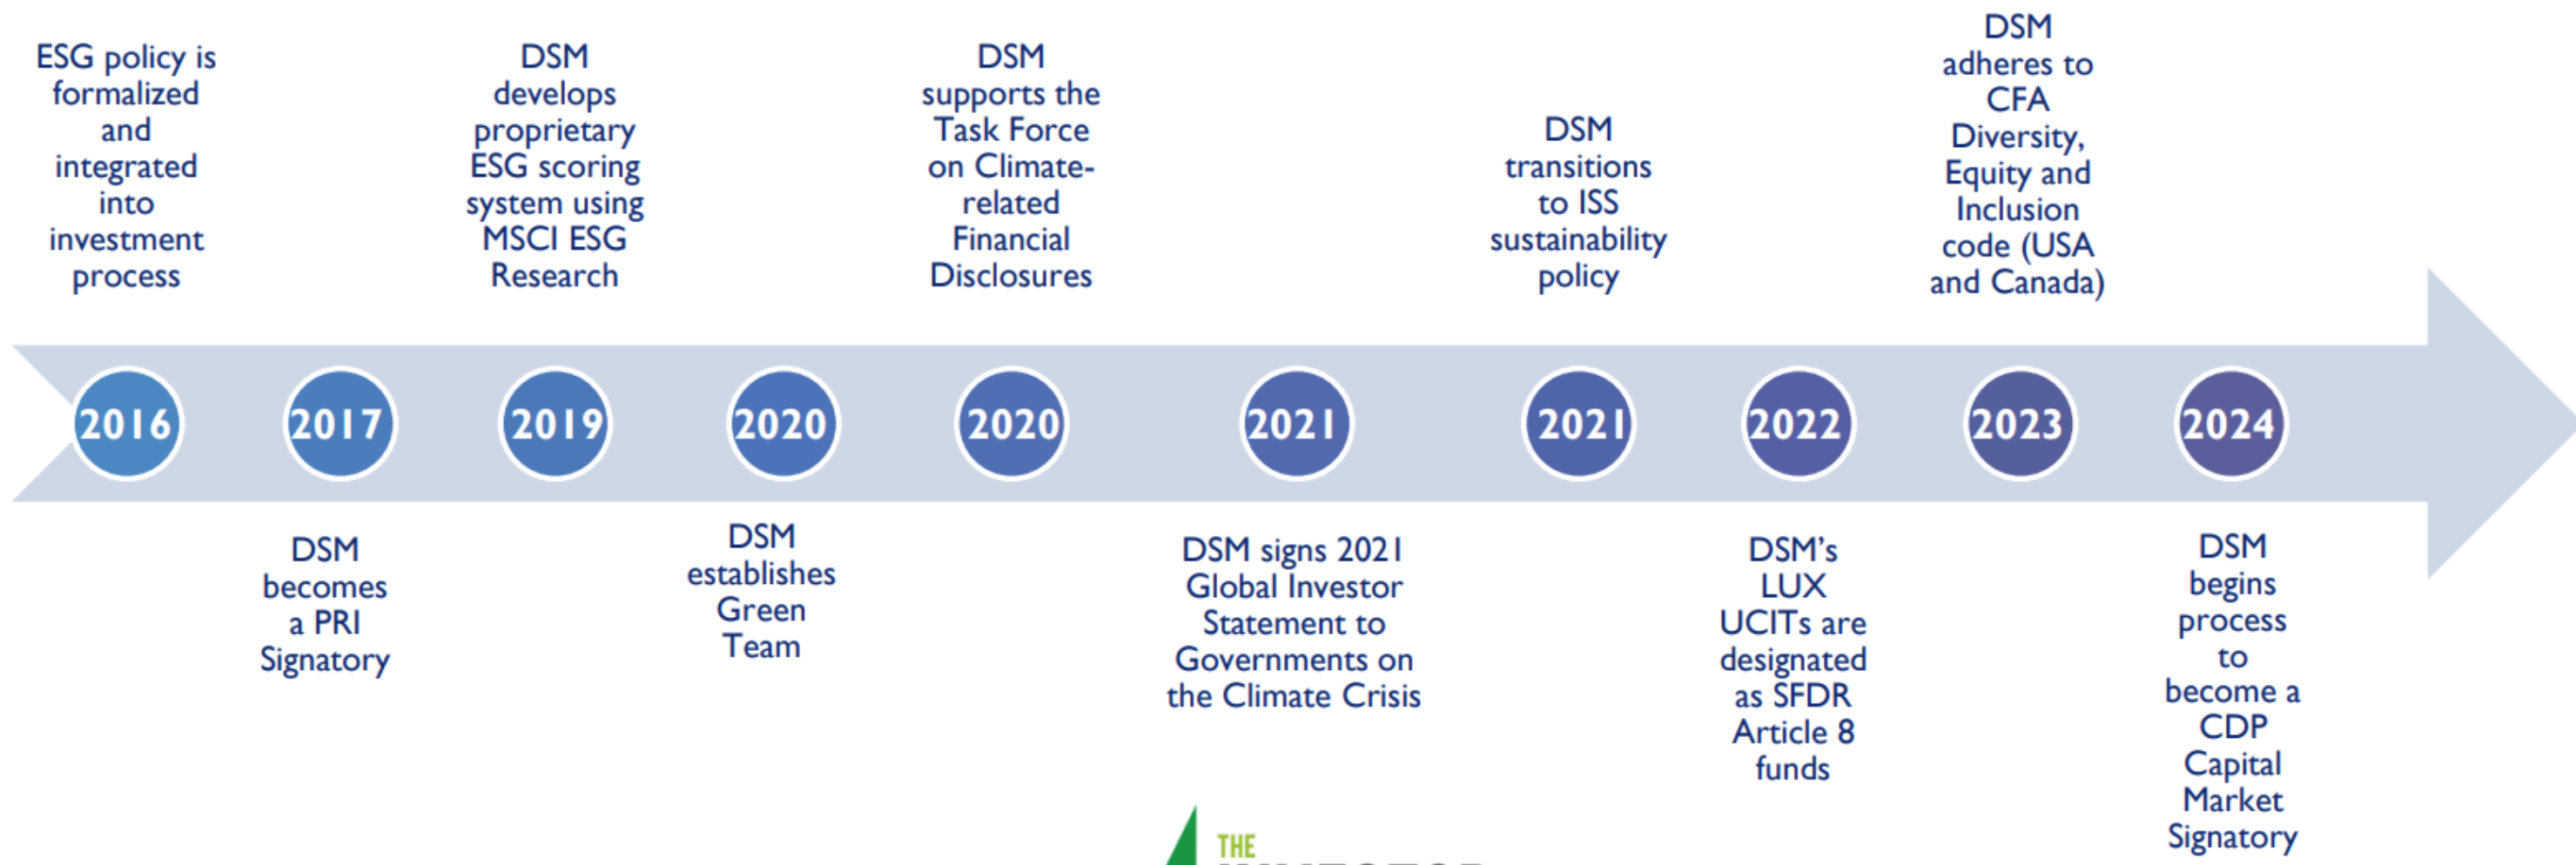 ESG policy is
formalized
and
integrated
into
investment
process
DSM
develops
proprietary
ESG scoring
system using
MSCI ESG
Research
DSM
supports the
Task Force
on Climate-
related
Financial
Disclosures
DSM
transitions
to ISS
sustainability
policy
DSM
adheres to
CFA
Diversity,
Equity and
Inclusion
code (USA
and Canada)
2016
2017
2019
2020
2020
2021
2021
2022
2023
2024
DSM
becomes
a PRI
Signatory
DSM
establishes
Green
Team
DSM signs 2021
Global Investor
Statement to
Governments on
the Climate Crisis
DSM's
LUX
UCITs are
designated
as SFDR
Article 8
funds
DSM
begins
process
to
become a
CDP
Capital
Market
Signatory
THE